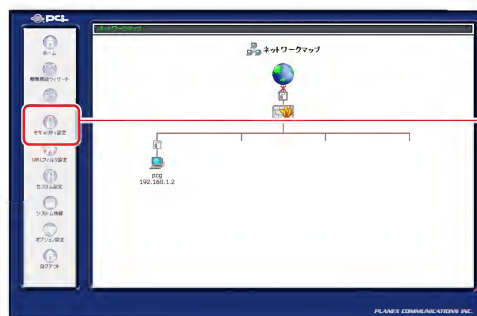 PCI
ネットワークマップ
ネットワークマップ
ホーム
簡単接続ウィザード
セキュリティ設定
URLフィルタ設定
カスタム設定
システム情報
オプション設定
ログアウト
pcg
192.168.1.2
PLANEX COMMUNICATIONS INC.